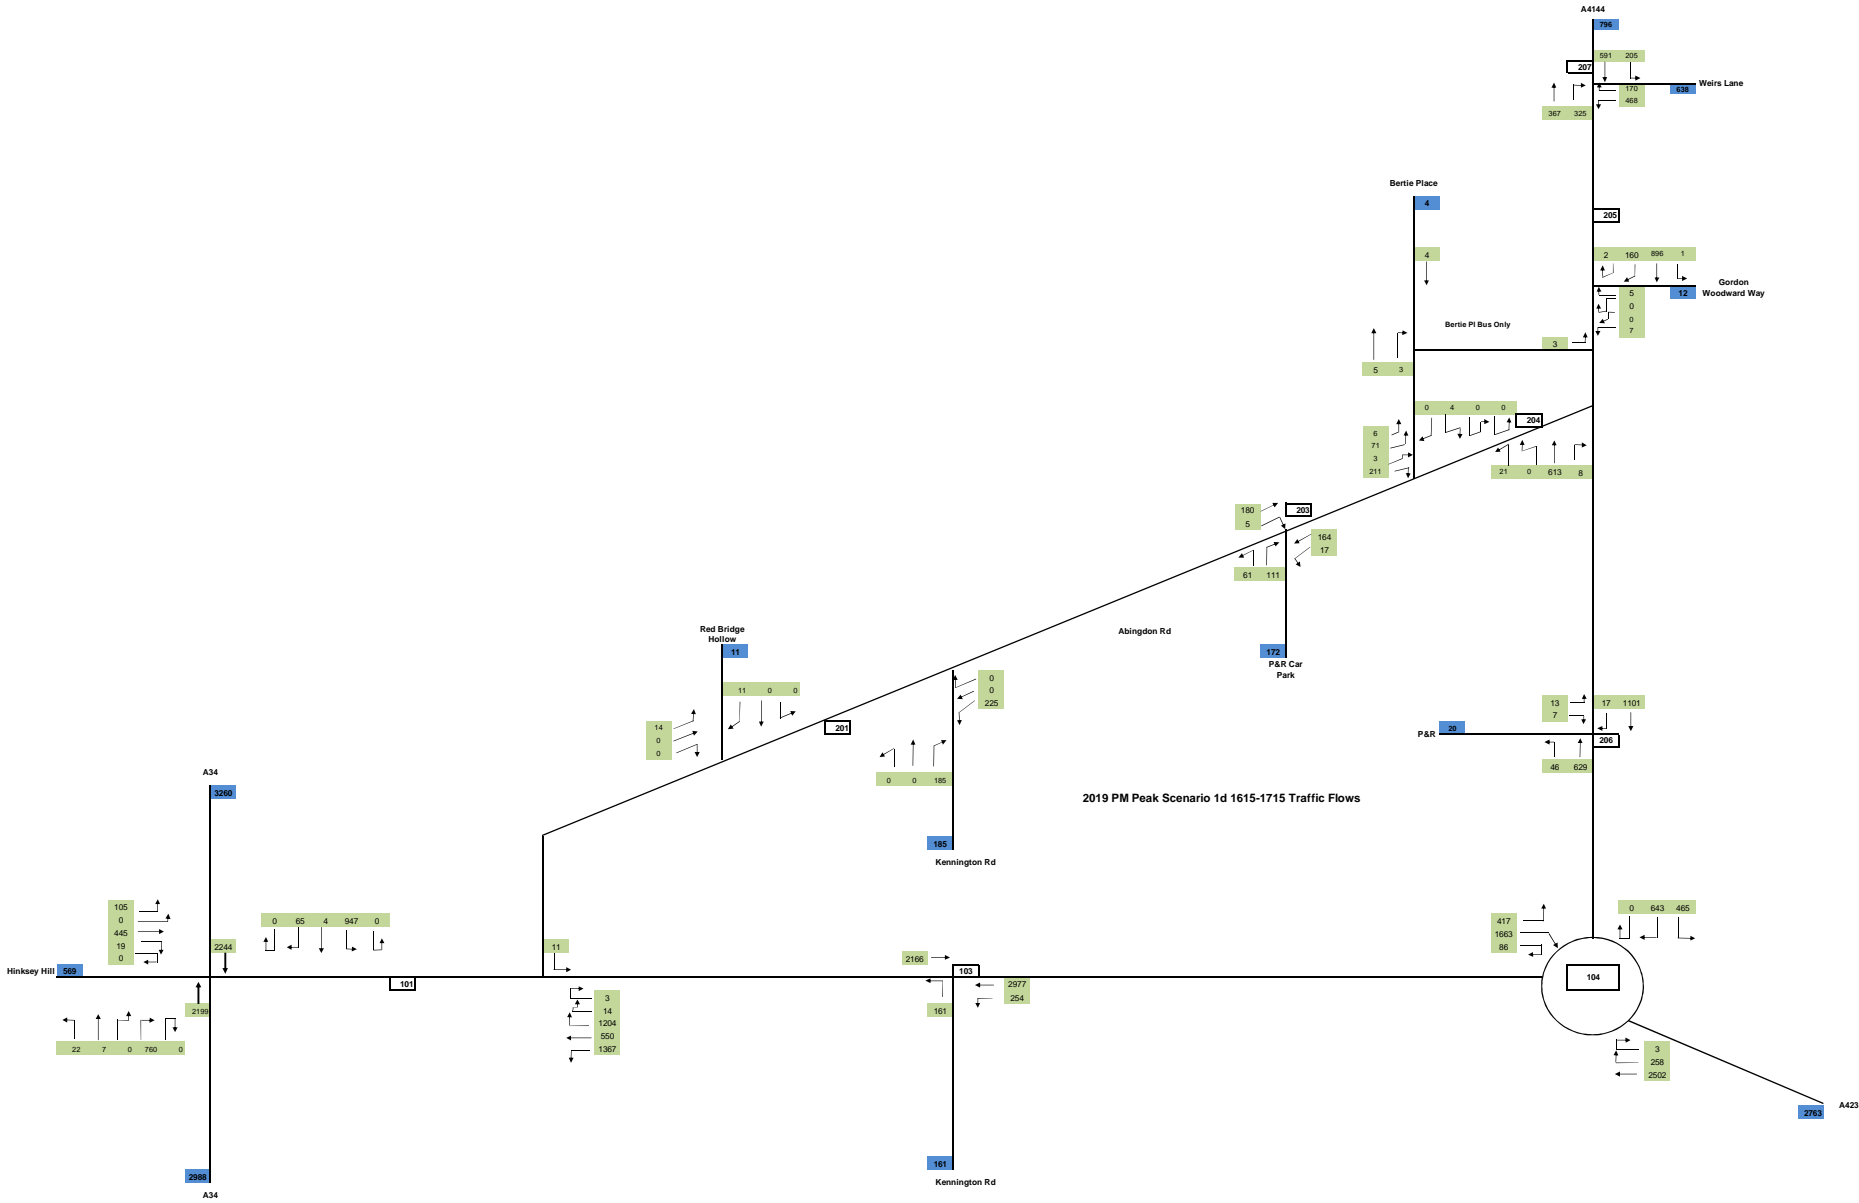 A4144
796
591 205
207
Weirs Lane
170
638
468
367 325
Bertie Place
4
205
4
2 160 896 1
Gordon
Woodward Way
5
12
0
0
7
Bertie Pl Bus Only
3
5 3
0 4 0 0
204
6
71
3
211
21 0 613 8
180
203
5
164
17
61 111
Red Bridge
Hollow
Abingdon Rd
11
172
P&R Car
Park
0
0
225
11 0 0
14
0
0
201
13
7
17 1101
P&R
20
206
46 629
0 0 185
A34
3260
2019 PM Peak Scenario 1d 1615-1715 Traffic Flows
185
Kennington Rd
105
0
445
19
0
0 65 4 947 0
417
1663
86
0 643 465
2244
11
2166
Hinksey Hill
569
103
104
101
2977
254
2199
161
3
14
1204
550
1367
22 7 0 760 0
3
258
2502
2763
A423
161
2988
Kennington Rd
A34